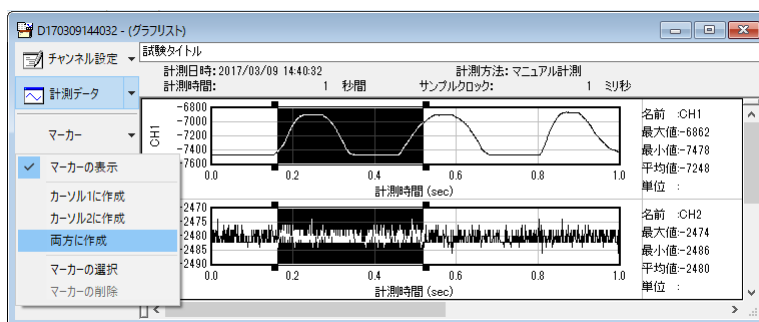 D170309144032 - (グラフリスト)
チャンネル設定
試験タイトル
計測日時: 2017/03/09 14:40:32 計測方法: マニュアル計測
計測時間: 1 秒間 サンプルクロック: 1 ミリ秒
計測データ
マーカー
マーカーの表示
カーソル1に作成
カーソル2に作成
両方に作成
マーカーの選択
マーカーの削除
CH1
-6800
-7000
-7200
-7400
-7600
0.0 0.2 0.4 0.6 0.8 1.0
計測時間 (sec)
名前 :CH1
最大値:-6862
最小値:-7478
平均値:-7248
単位 :
-2470
-2475
-2480
-2485
-2490
0.0 0.2 0.4 0.6 0.8 1.0
計測時間 (sec)
名前 :CH2
最大値:-2474
最小値:-2486
平均値:-2480
単位 :